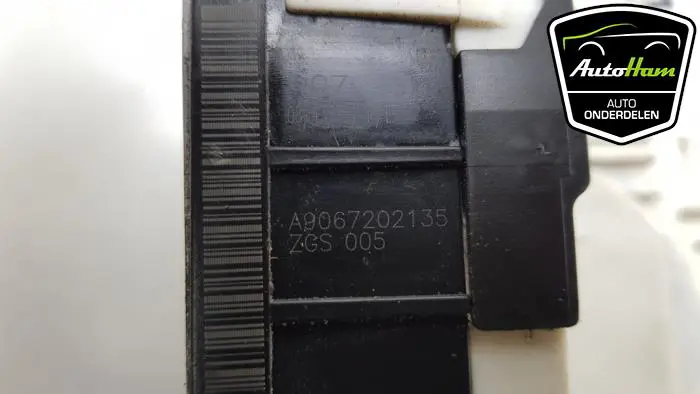 AutoHam
AUTO
ONDERDELEN
A9067202135
ZGS 005